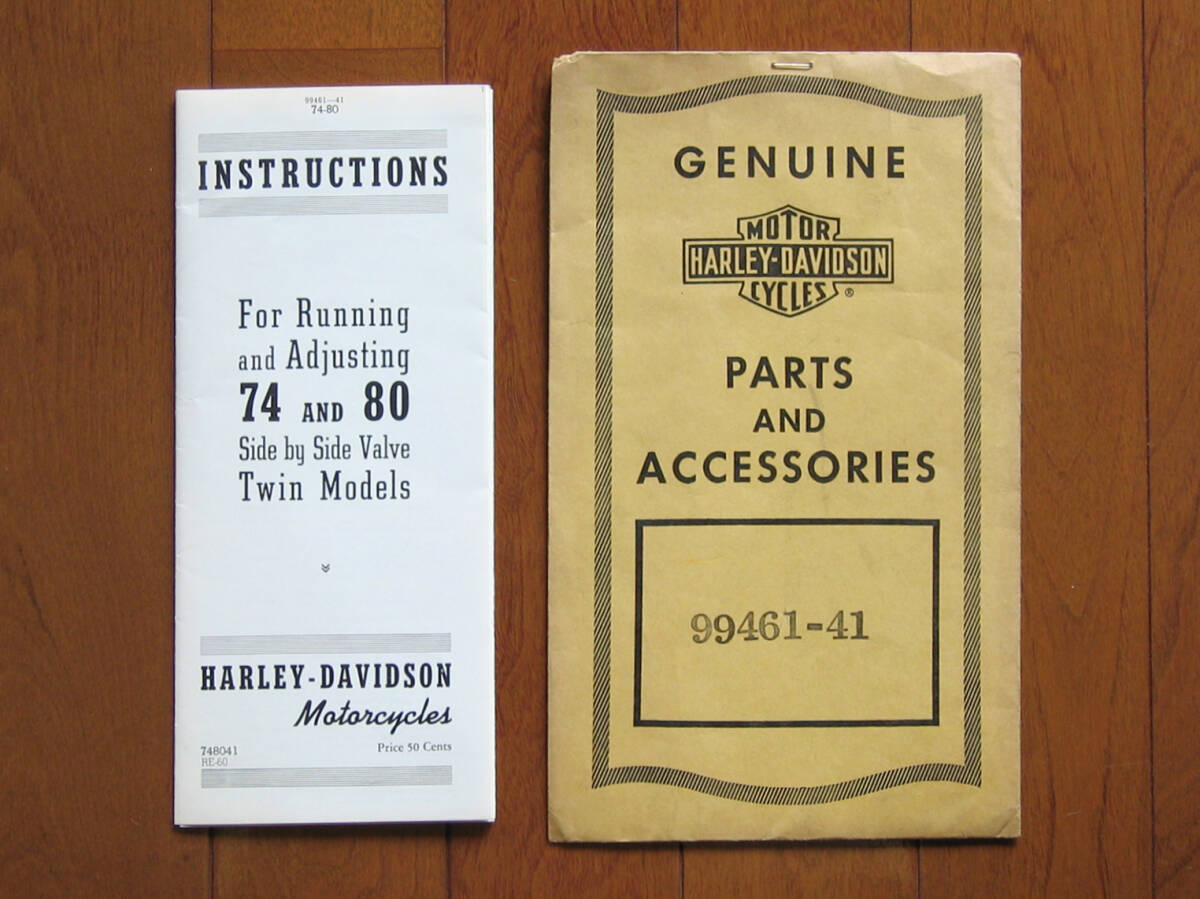 99461—41
74-80
INSTRUCTIONS
For Running
and Adjusting
74 AND 80
Side by Side Valve
Twin Models
HARLEY-DAVIDSON
Motorcycles
748041
Price 50 Cents
RE-60
GENUINE
MOTOR
HARLEY-DAVIDSON
CYCLES ®
PARTS
AND
ACCESSORIES
99461-41